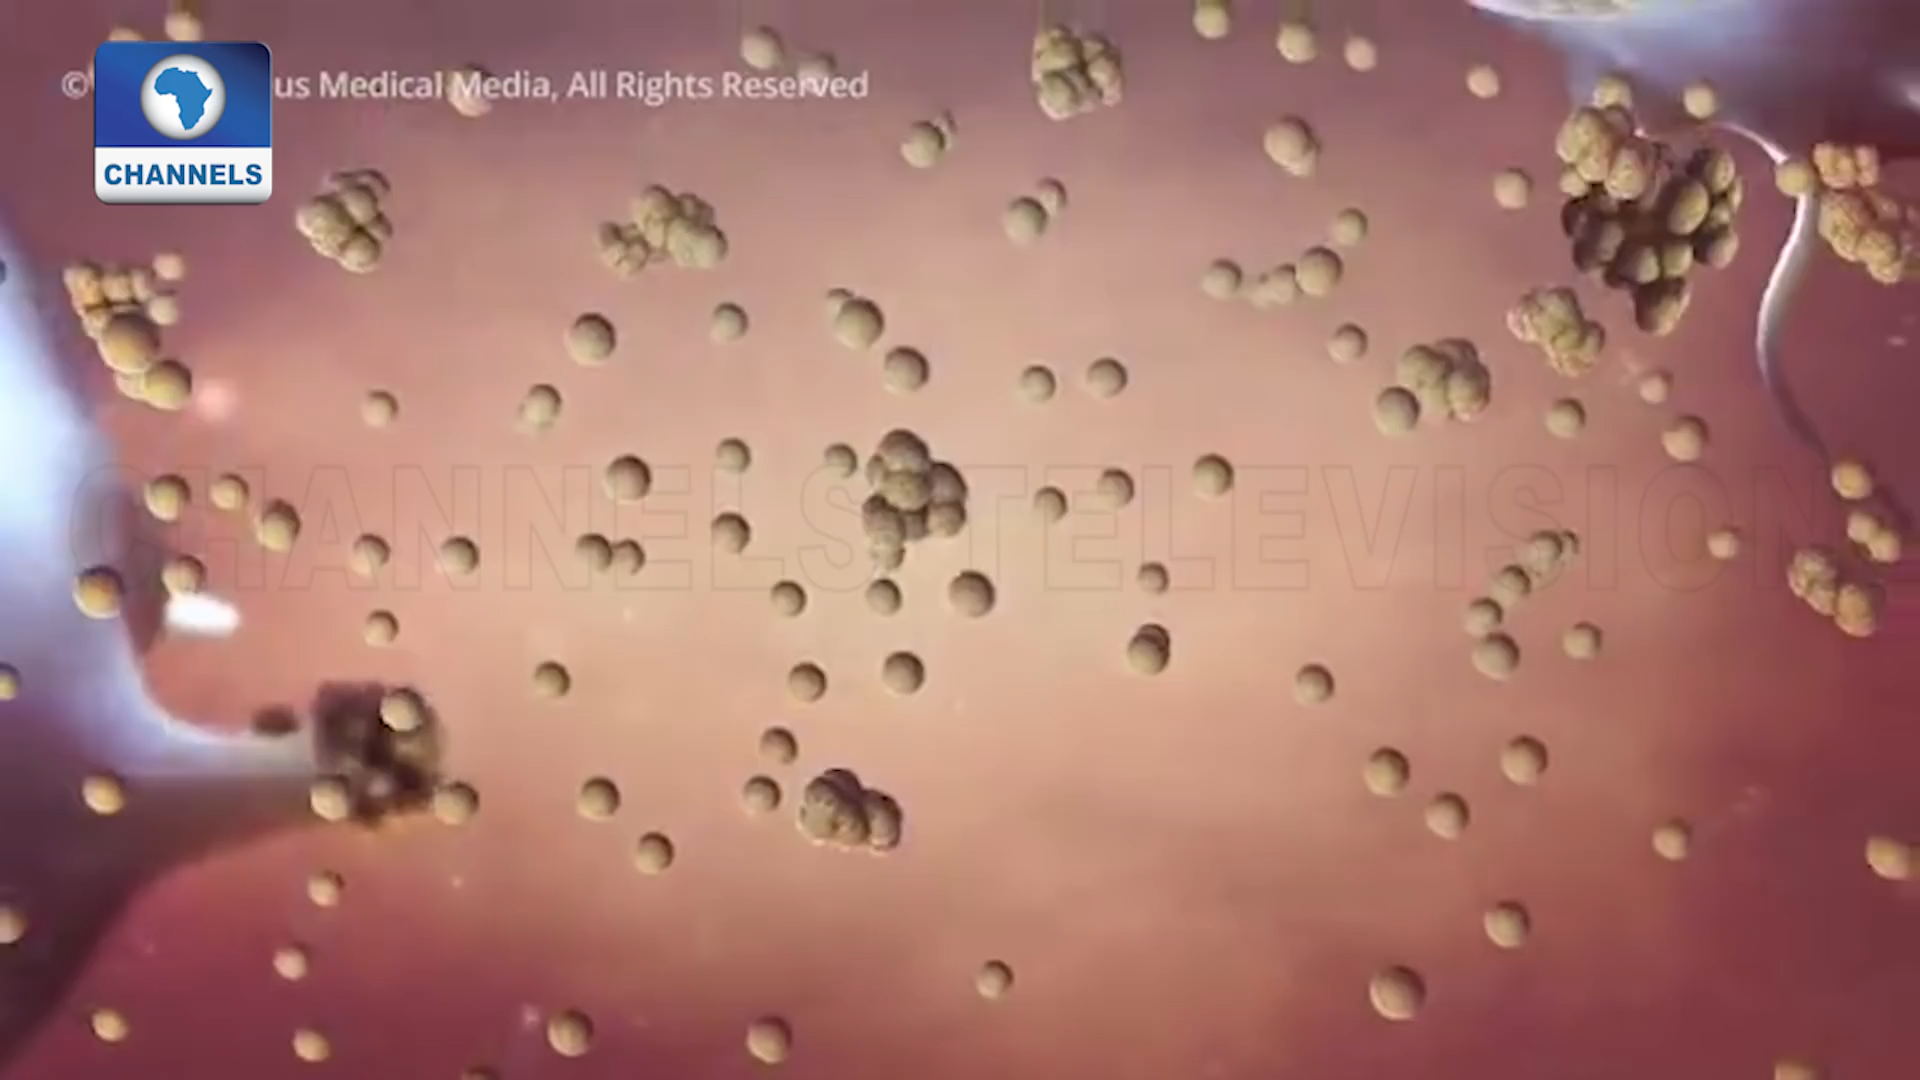 © us Medical Media, All Rights Reserved
CHANNELS
CHANNELS TELEVISION